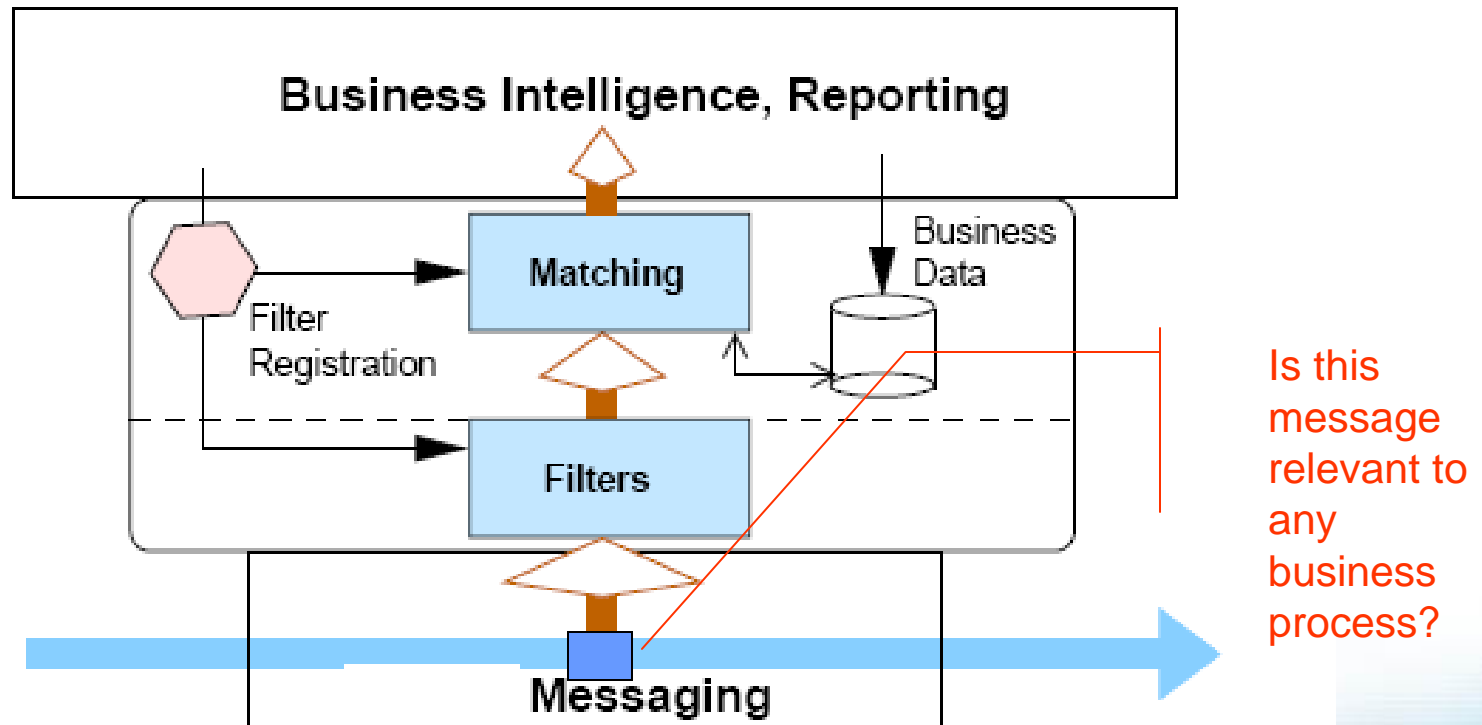 Business Intelligence, Reporting
Matching
Business
Data
Filter
Registration
Filters
Messaging
Is this
message
relevant to
any
business
process?